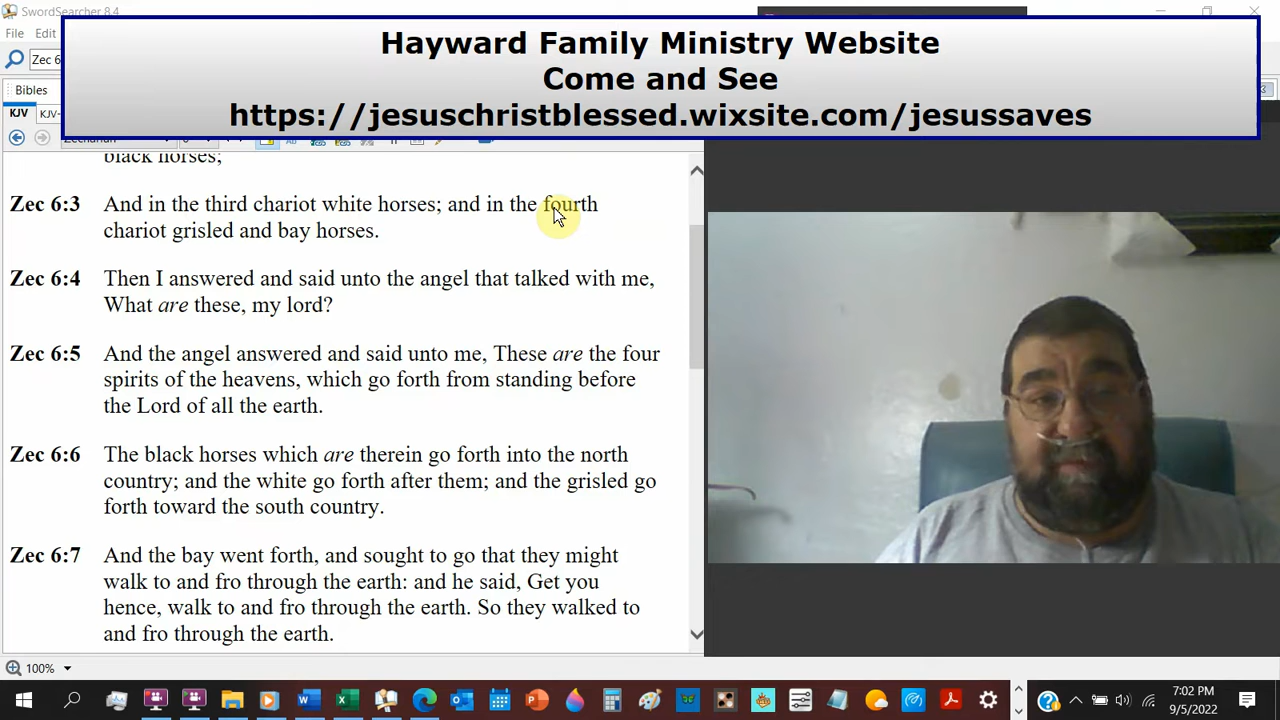 SwordSearcher 8.4
File Edit
Hayward Family Ministry Website
Come and See
https://jesuschristblessed.wixsite.com/jesussaves
Zec 6
Bibles
KJV KJV-
black horses;
Zec 6:3 And in the third chariot white horses; and in the fourth
chariot grisled and bay horses.
Zec 6:4 Then I answered and said unto the angel that talked with me,
What are these, my lord?
Zec 6:5 And the angel answered and said unto me, These are the four
spirits of the heavens, which go forth from standing before
the Lord of all the earth.
Zec 6:6 The black horses which are therein go forth into the north
country; and the white go forth after them; and the grisled go
forth toward the south country.
Zec 6:7 And the bay went forth, and sought to go that they might
walk to and fro through the earth: and he said, Get you
hence, walk to and fro through the earth. So they walked to
and fro through the earth.
100%
7:02 PM
9/5/2022